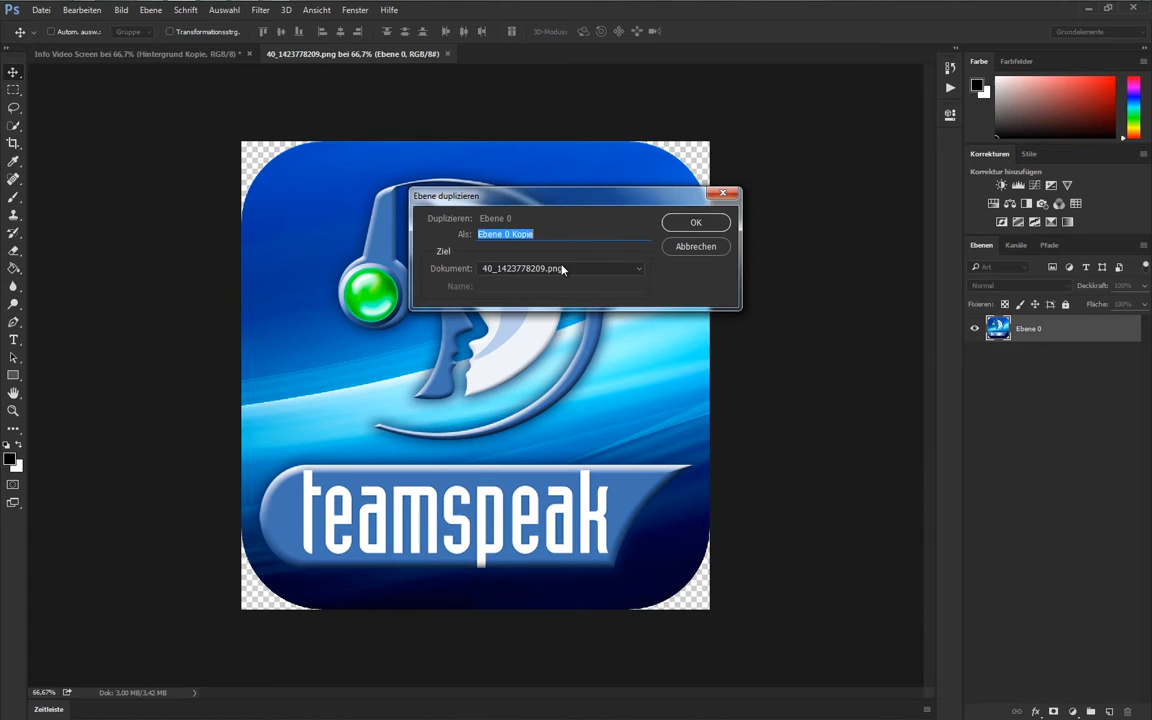 Ps Datei Bearbeiten Bild Ebene Schrift Auswahl Filter 3D Ansicht Fenster Hilfe
Autom. ausw.: Gruppe Transformationsstrg. 3D-Modus: Grundelemente
Info Video Screen bei 66,7% (Hintergrund Kopie, RGB/8) * × 40_1423778209.png bei 66,7% (Ebene 0, RGB/8#) ×
Farbe Farbfelder
Korrekturen Stile
Korrektur hinzufügen
Ebene duplizieren
Duplizieren: Ebene 0
OK
Als: Ebene 0 Kopie
Abbrechen
Ziel
Dokument: 40_1423778209.png
Name:
Ebenen Kanäle Pfade
Art
Normal Deckkraft: 100%
Fixieren: Fläche: 100%
Ebene 0
teamspeak
66,67% Dok: 3,00 MB/3,42 MB
Zeitleiste